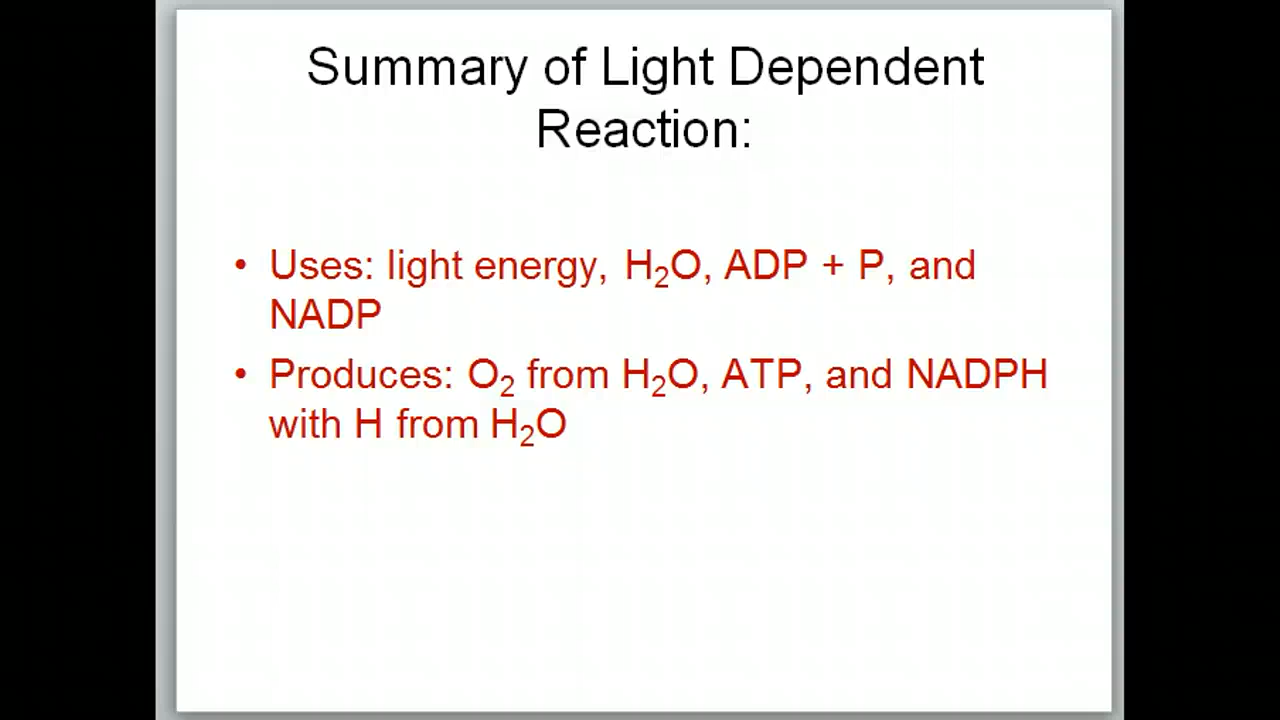 Summary of Light Dependent
Reaction:
• Uses: light energy, H₂O, ADP + P, and
NADP
• Produces: O₂ from H₂O, ATP, and NADPH
with H from H₂O